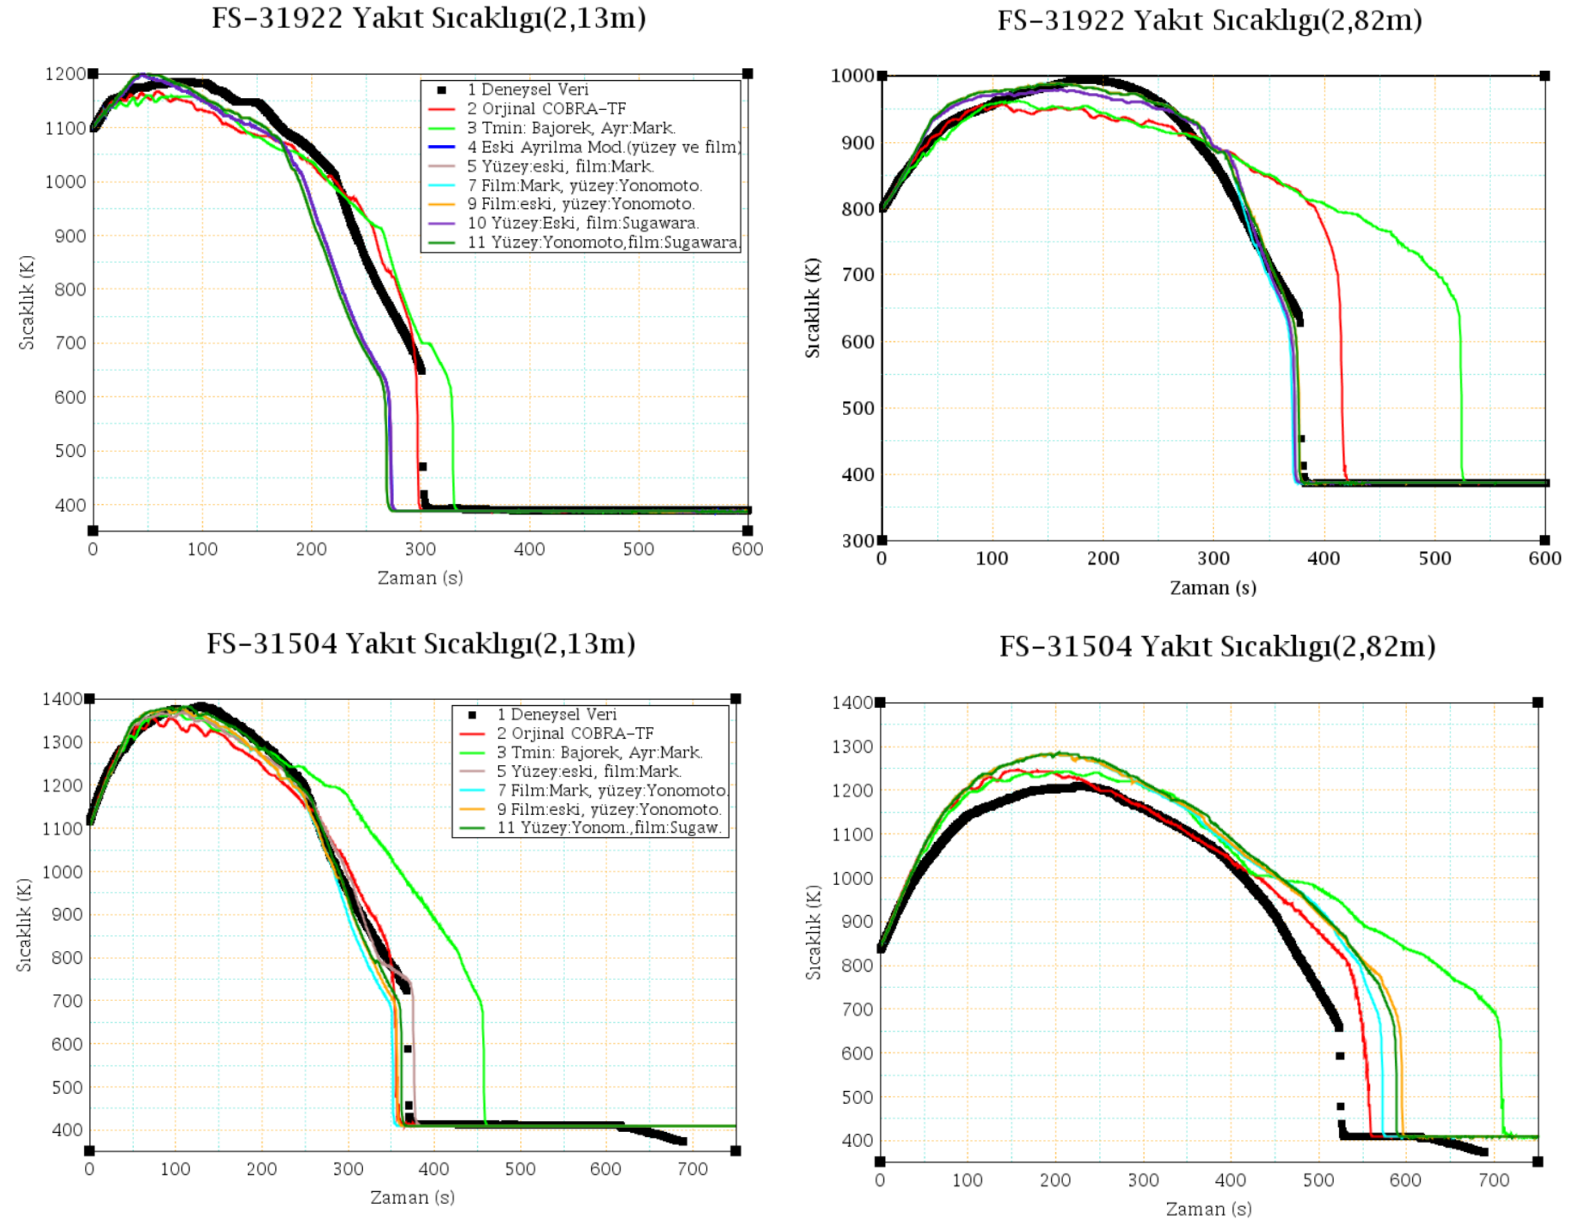 FS-31922 Yakıt Sıcaklıgı(2,13m)
1200
1100
1000
900
800
700
600
500
400
Sıcaklık (K)
0 100 200 300 400 500 600
Zaman (s)
1 Deneysel Veri
2 Orjinal COBRA-TF
3 Tmin: Bajorek, Ayr:Mark.
4 Eski Ayrilma Mod.(yüzey ve film)
5 Yüzey:eski, film:Mark.
7 Film:Mark, yüzey:Yonomoto.
9 Film:eski, yüzey:Yonomoto.
10 Yüzey:Eski, film:Sugawara.
11 Yüzey:Yonomoto,film:Sugawara.
FS-31922 Yakıt Sıcaklıgı(2,82m)
1000
900
800
700
600
500
400
300
Sıcaklık (K)
0 100 200 300 400 500 600
Zaman (s)
FS-31504 Yakıt Sıcaklıgı(2,13m)
1400
1300
1200
1100
1000
900
800
700
600
500
400
Sıcaklık (K)
0 100 200 300 400 500 600 700
Zaman (s)
1 Deneysel Veri
2 Orjinal COBRA-TF
3 Tmin: Bajorek, Ayr:Mark.
5 Yüzey:eski, film:Mark.
7 Film:Mark, yüzey:Yonomoto.
9 Film:eski, yüzey:Yonomoto.
11 Yüzey:Yonom.,film:Sugaw.
FS-31504 Yakıt Sıcaklıgı(2,82m)
1400
1300
1200
1100
1000
900
800
700
600
500
400
Sıcaklık (K)
0 100 200 300 400 500 600 700
Zaman (s)